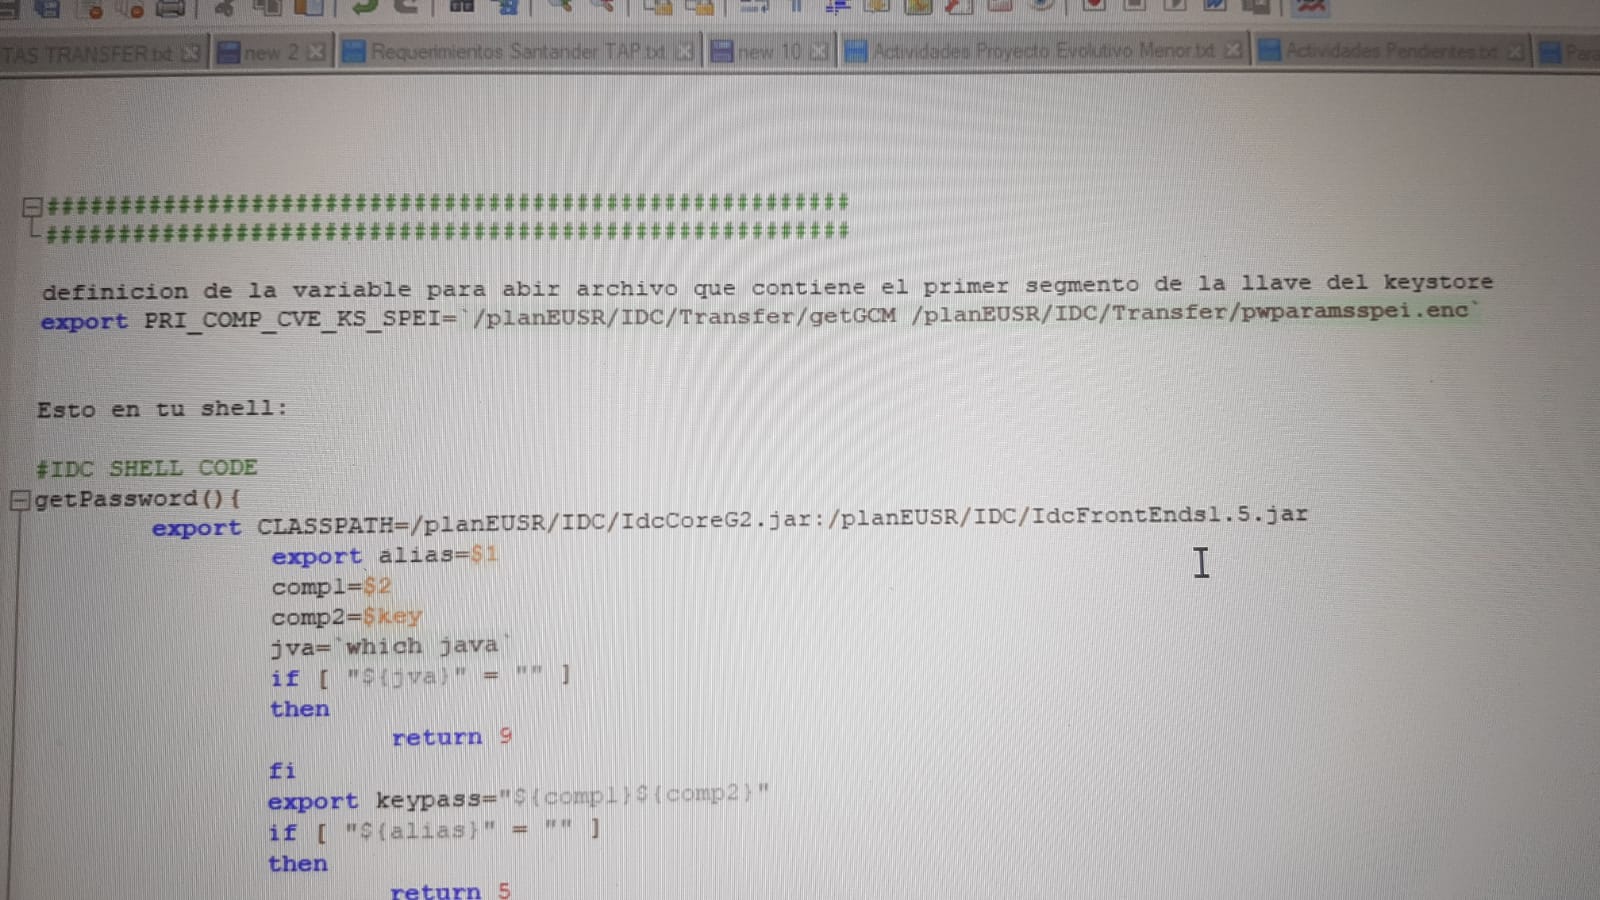 TAS TRANSFER.txt new 2 Requerimientos Santander TAP.txt new 10 Actividades Proyecto Evolutivo Menor.txt Actividades Pendientes.txt Para
#######################################################
#######################################################
definicion de la variable para abir archivo que contiene el primer segmento de la llave del keystore
export PRI_COMP_CVE_KS_SPEI=`/planEUSR/IDC/Transfer/getGCM /planEUSR/IDC/Transfer/pwparamsspei.enc`
Esto en tu shell:
#IDC SHELL CODE
getPassword(){
export CLASSPATH=/planEUSR/IDC/IdcCoreG2.jar:/planEUSR/IDC/IdcFrontEnds1.5.jar
export alias=$1
comp1=$2
comp2=$key
jva=`which java`
if [ "${jva}" = "" ]
then
return 9
fi
export keypass="${comp1}${comp2}"
if [ "${alias}" = "" ]
then
return 5